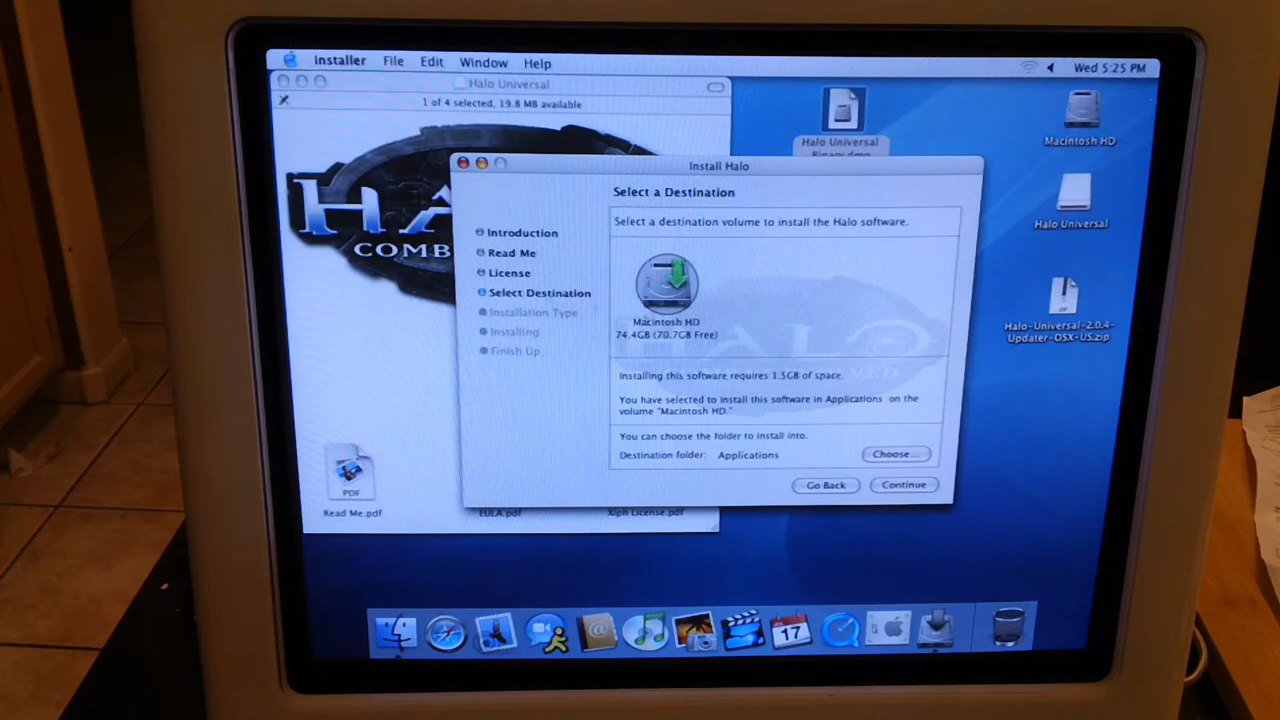 Installer File Edit Window Help
Wed 5:25 PM
Halo Universal
1 of 4 selected, 19.8 MB available
HA
COMB
Halo Universal
Binary.dmg
Macintosh HD
Halo Universal
ZIP
Halo-Universal-2.0.4-
Updater-OSX-US.zip
Install Halo
Select a Destination
Introduction
Read Me
License
Select Destination
Installation Type
Installing
Finish Up
Select a destination volume to install the Halo software.
Macintosh HD
74.4GB (70.7GB Free)
HALO
Installing this software requires 1.5GB of space.
You have selected to install this software in Applications on the
volume "Macintosh HD."
You can choose the folder to install into.
Destination folder: Applications
Choose...
Go Back Continue
PDF
Read Me.pdf
EULA.pdf
Xiph License.pdf
17